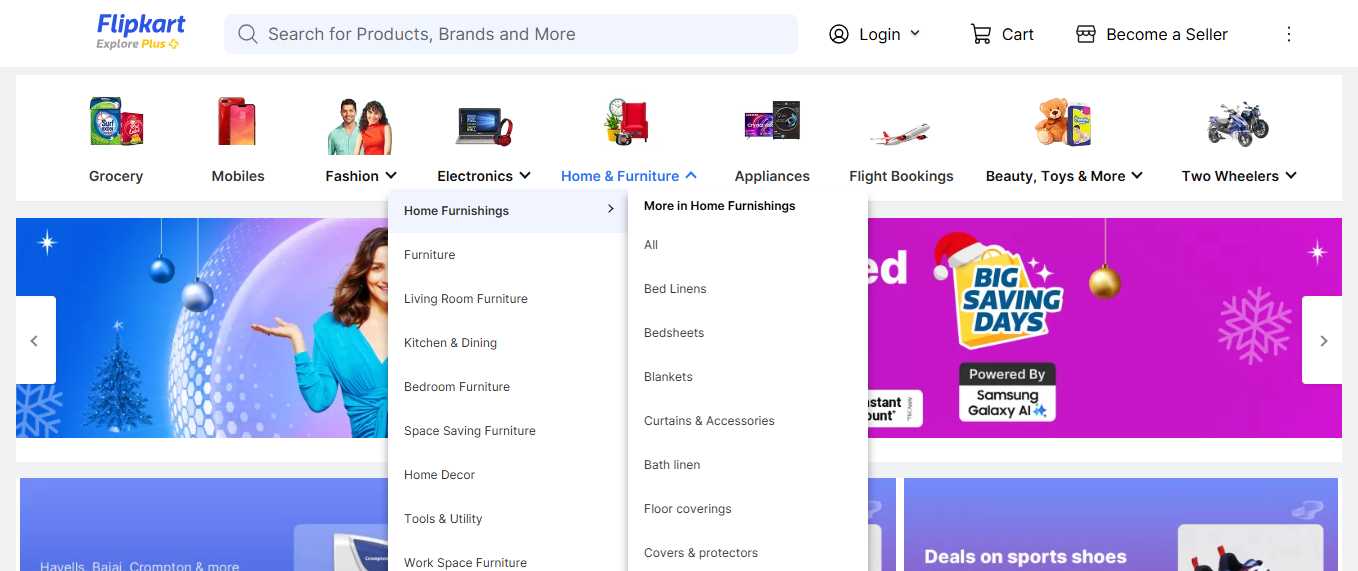 Flipkart
Explore Plus
Search for Products, Brands and More
Login
Cart
Become a Seller
Surf excel
Grocery
Mobiles
Fashion
Electronics
Home & Furniture
Appliances
Flight Bookings
Beauty, Toys & More
Two Wheelers
Home Furnishings
Furniture
Living Room Furniture
Kitchen & Dining
Bedroom Furniture
Space Saving Furniture
Home Decor
Tools & Utility
Work Space Furniture
More in Home Furnishings
All
Bed Linens
Bedsheets
Blankets
Curtains & Accessories
Bath linen
Floor coverings
Covers & protectors
ed
BIG
SAVING
DAYS
Powered By
Samsung
Galaxy AI
nstant
ount*
Havells, Bajaj, Crompton & more
Crompton
Deals on sports shoes